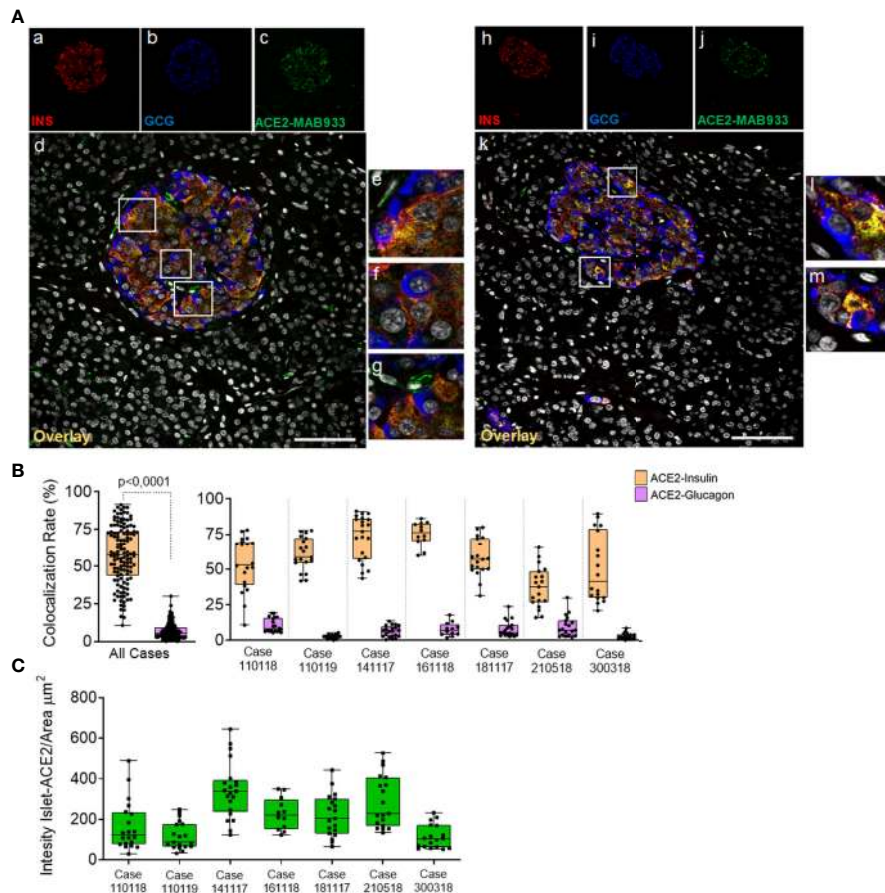 A
a
b
c
INS
GCG
ACE2-MAB933
d
e
f
g
Overlay
h
i
j
INS
GCG
ACE2-MAB933
k
l
m
Overlay
B
p<0,0001
ACE2-Insulin
ACE2-Glucagon
Colocalization Rate (%)
100
75
50
25
0
All Cases
75
50
25
0
Case
110118
Case
110119
Case
141117
Case
161118
Case
181117
Case
210518
Case
300318
C
Intesity Islet-ACE2/Area μm²
800
600
400
200
0
Case
110118
Case
110119
Case
141117
Case
161118
Case
181117
Case
210518
Case
300318